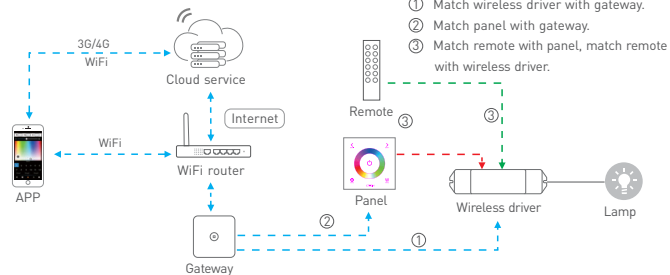 ① Match wireless driver with gateway.
② Match panel with gateway.
③ Match remote with panel, match remote
with wireless driver.
3G/4G
WiFi
Cloud service
Internet
Remote
③
③
WiFi
WiFi router
APP
Panel
Wireless driver
Lamp
②
①
Gateway